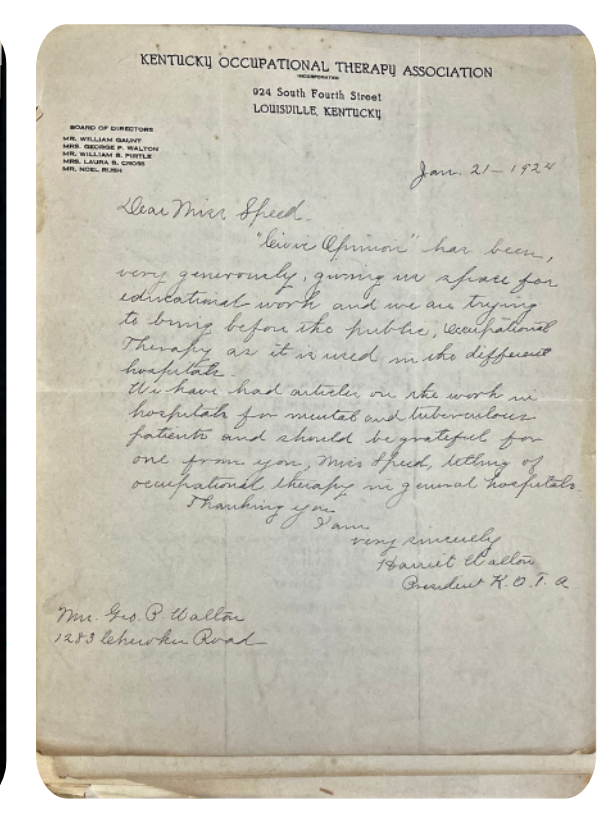 KENTUCKY OCCUPATIONAL THERAPY ASSOCIATION
INCORPORATED
924 South Fourth Street
LOUISVILLE, KENTUCKY
BOARD OF DIRECTORS
MR. WILLIAM GAUNT
MRS. GEORGE P. WALTON
MR. WILLIAM B. PIRTLE
MRS. LAURA B. CROSS
MR. NOEL RUSH
Jan. 21 - 1924
Dear Miss Speed.
"Civic Opinion" has been,
very generously, giving us space for
educational work and we are trying
to bring before the public, Occupational
Therapy as it is used in the different
hospitals.
We have had articles on the work in
hospitals for mental and tuberculous
patients and should be grateful for
one from you, Miss Speed, telling of
occupational therapy in general hospitals.
Thanking you
I am
very sincerely
Harriet Walton
President K.O.T.A
Mrs. Geo. P Walton
1283 Cherokee Road